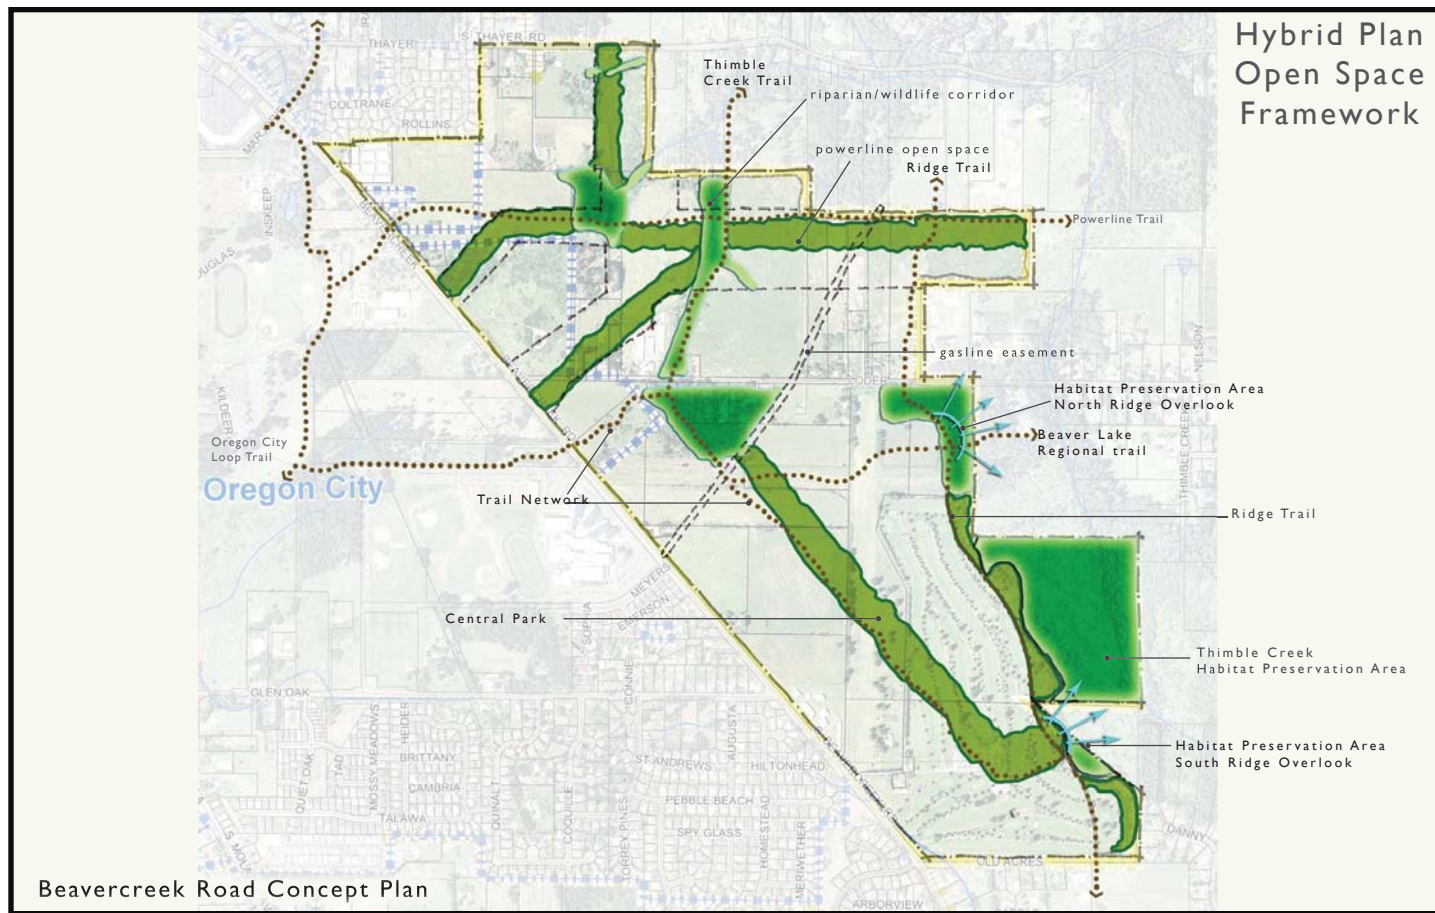 Hybrid Plan
Open Space
Framework
S THAYER RD
THAYER
Thimble
Creek Trail
riparian/wildlife corridor
COLTRANE
ROLLINS
powerline open space
Ridge Trail
INSKEEP
Powerline Trail
gasline easement
NELSON
Habitat Preservation Area
North Ridge Overlook
KILDEER
Beaver Lake
Regional trail
Oregon City
Loop Trail
Oregon City
Trail Network
Ridge Trail
MEYERS
EMERSON
SOPHIA
Central Park
Thimble Creek
Habitat Preservation Area
CONNIE
GLEN OAK
HEIDER
MOSSY MEADOWS
AUGUSTA
TAD
QUIET OAK
BRITTANY
ST ANDREWS
HILTONHEAD
Habitat Preservation Area
South Ridge Overlook
CAMBRIA
QUINALT
COQUILLE
TORREY PINES
PEBBLE BEACH
HOMESTEAD
MERIWETHER
TALAWA
SPY GLASS
DANNY
OLD ACRES
Beavercreek Road Concept Plan
ARBORVIEW